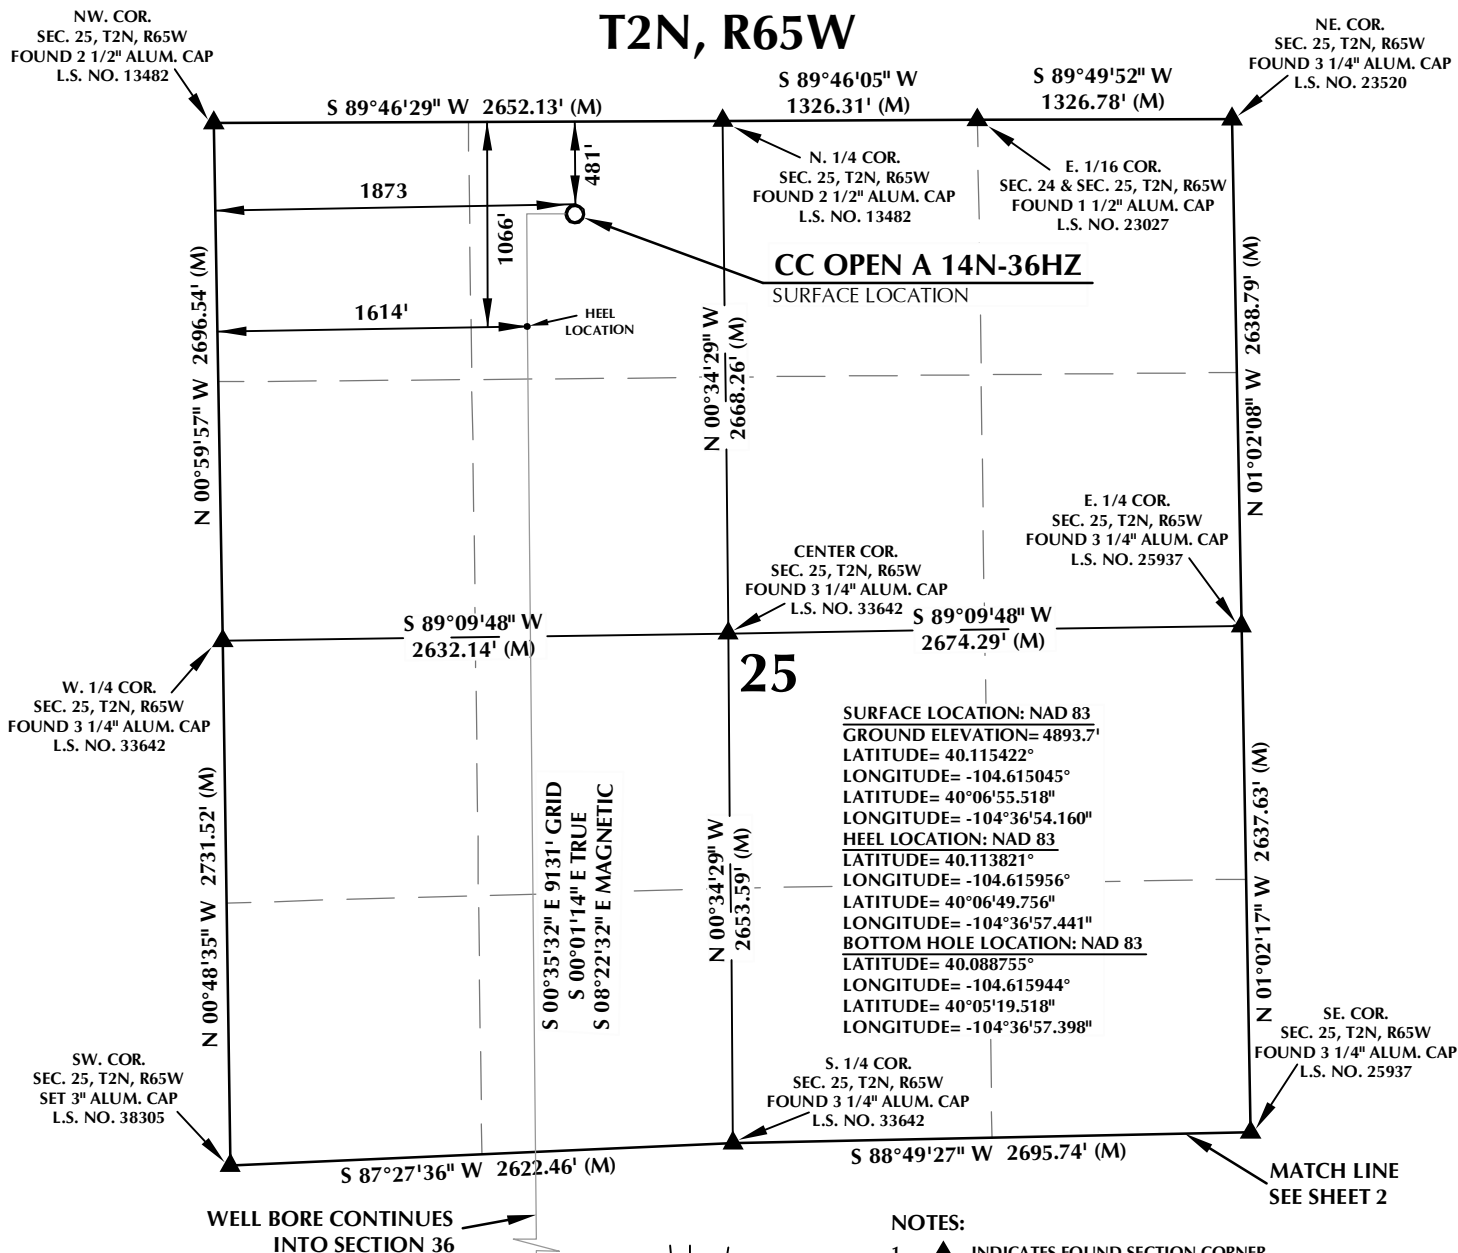 T2N, R65W
NW. COR.
SEC. 25, T2N, R65W
FOUND 2 1/2" ALUM. CAP
L.S. NO. 13482
NE. COR.
SEC. 25, T2N, R65W
FOUND 3 1/4" ALUM. CAP
L.S. NO. 23520
S 89°46'29" W 2652.13' (M)
S 89°46'05" W
1326.31' (M)
S 89°49'52" W
1326.78' (M)
N. 1/4 COR.
SEC. 25, T2N, R65W
FOUND 2 1/2" ALUM. CAP
L.S. NO. 13482
E. 1/16 COR.
SEC. 24 & SEC. 25, T2N, R65W
FOUND 1 1/2" ALUM. CAP
L.S. NO. 23027
481'
1873
1066'
CC OPEN A 14N-36HZ
SURFACE LOCATION
1614'
HEEL
LOCATION
N 00°59'57" W 2696.54' (M)
N 00°34'29" W
2668.26' (M)
N 01°02'08" W 2638.79' (M)
E. 1/4 COR.
SEC. 25, T2N, R65W
FOUND 3 1/4" ALUM. CAP
L.S. NO. 25937
CENTER COR.
SEC. 25, T2N, R65W
FOUND 3 1/4" ALUM. CAP
L.S. NO. 33642
S 89°09'48" W
2632.14' (M)
S 89°09'48" W
2674.29' (M)
25
W. 1/4 COR.
SEC. 25, T2N, R65W
FOUND 3 1/4" ALUM. CAP
L.S. NO. 33642
SURFACE LOCATION: NAD 83
GROUND ELEVATION= 4893.7'
LATITUDE= 40.115422°
LONGITUDE= -104.615045°
LATITUDE= 40°06'55.518"
LONGITUDE= -104°36'54.160"
HEEL LOCATION: NAD 83
LATITUDE= 40.113821°
LONGITUDE= -104.615956°
LATITUDE= 40°06'49.756"
LONGITUDE= -104°36'57.441"
BOTTOM HOLE LOCATION: NAD 83
LATITUDE= 40.088755°
LONGITUDE= -104.615944°
LATITUDE= 40°05'19.518"
LONGITUDE= -104°36'57.398"
N 00°48'35" W 2731.52' (M)
S 00°35'32" E 9131' GRID
S 00°01'14" E TRUE
S 08°22'32" E MAGNETIC
N 00°34'29" W
2653.59' (M)
N 01°02'17" W 2637.63' (M)
SW. COR.
SEC. 25, T2N, R65W
SET 3" ALUM. CAP
L.S. NO. 38305
S. 1/4 COR.
SEC. 25, T2N, R65W
FOUND 3 1/4" ALUM. CAP
L.S. NO. 33642
SE. COR.
SEC. 25, T2N, R65W
FOUND 3 1/4" ALUM. CAP
L.S. NO. 25937
S 87°27'36" W 2622.46' (M)
S 88°49'27" W 2695.74' (M)
MATCH LINE
SEE SHEET 2
WELL BORE CONTINUES
INTO SECTION 36
NOTES:
1. INDICATES FOUND SECTION CORNER